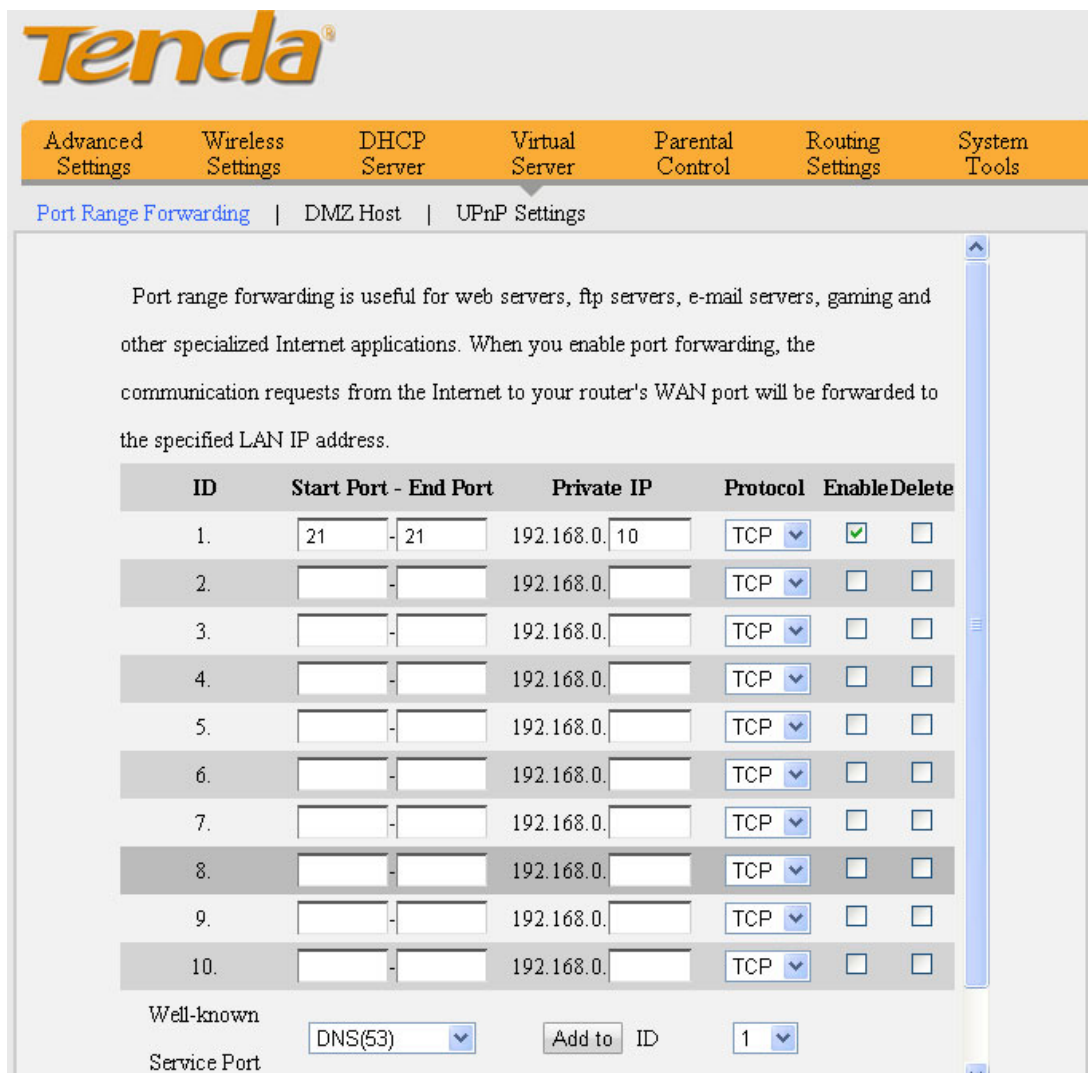 Tenda®
Advanced Settings Wireless Settings DHCP Server Virtual Server Parental Control Routing Settings System Tools
Port Range Forwarding | DMZ Host | UPnP Settings
Port range forwarding is useful for web servers, ftp servers, e-mail servers, gaming and
other specialized Internet applications. When you enable port forwarding, the
communication requests from the Internet to your router's WAN port will be forwarded to
the specified LAN IP address.
ID Start Port - End Port Private IP Protocol Enable Delete
1. 21 - 21 192.168.0. 10 TCP
2. - 192.168.0. TCP
3. - 192.168.0. TCP
4. - 192.168.0. TCP
5. - 192.168.0. TCP
6. - 192.168.0. TCP
7. - 192.168.0. TCP
8. - 192.168.0. TCP
9. - 192.168.0. TCP
10. - 192.168.0. TCP
Well-known Service Port DNS(53) Add to ID 1